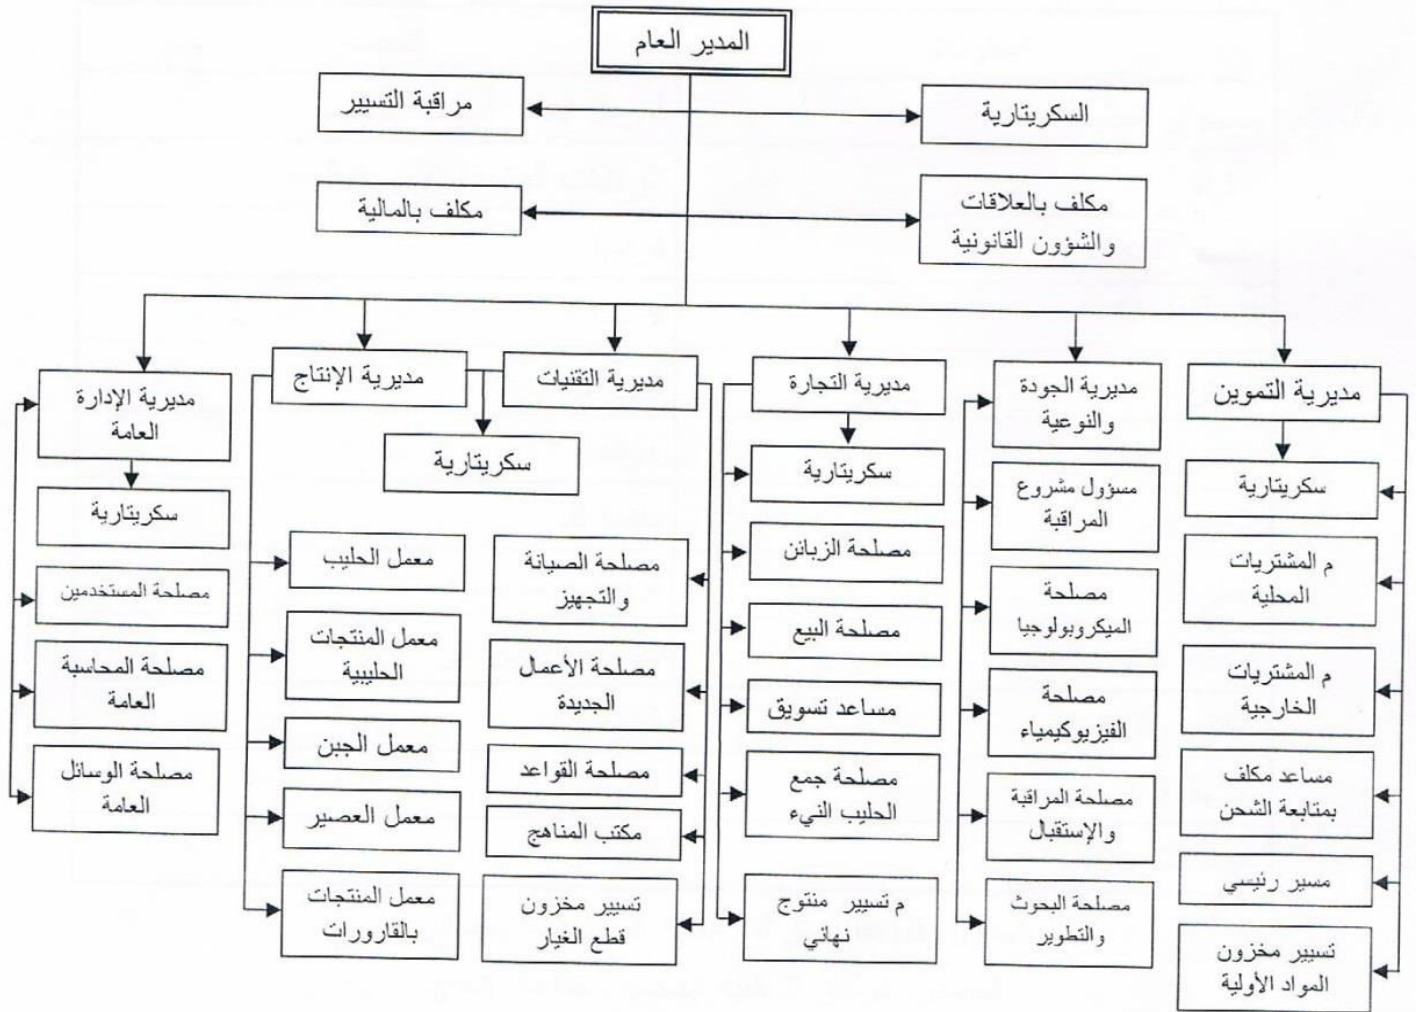 المدير العام
السكريتارية
مراقبة التسيير
مكلف بالعلاقات
والشؤون القانونية
مكلف بالمالية
مديرية التموين
سكريتارية
م المشتريات
المحلية
م المشتريات
الخارجية
مساعد مكلف
بمتابعة الشحن
مسير رئيسي
تسيير مخزون
المواد الأولية
مديرية الجودة
والنوعية
مسؤول مشروع
المراقبة
مصلحة
الميكروبولوجيا
مصلحة
الفيزيوكيمياء
مصلحة المراقبة
والإستقبال
مصلحة البحوث
والتطوير
مديرية التجارة
سكريتارية
مصلحة الزبائن
مصلحة البيع
مساعد تسويق
مصلحة جمع
الحليب النيء
م تسيير منتوج
نهائي
مديرية التقنيات
مديرية الإنتاج
سكريتارية
مصلحة الصيانة
والتجهيز
مصلحة الأعمال
الجديدة
مصلحة القواعد
مكتب المناهج
تسيير مخزون
قطع الغيار
معمل الحليب
معمل المنتجات
الحليبية
معمل الجبن
معمل العصير
معمل المنتجات
بالقارورات
مديرية الإدارة
العامة
سكريتارية
مصلحة المستخدمين
مصلحة المحاسبة
العامة
مصلحة الوسائل
العامة